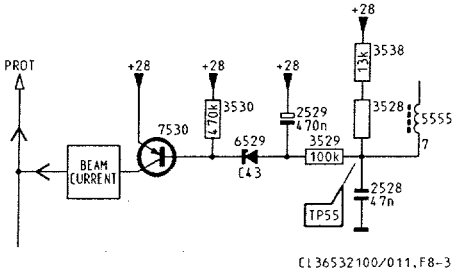 +28
PROT
+28
+28
+28
3538
13k
3530
470k
2529
470n
3528
5555
7
7530
6529
C43
3529
100k
BEAM
CURRENT
2528
47n
TP55
CL36532100/011,F8-3